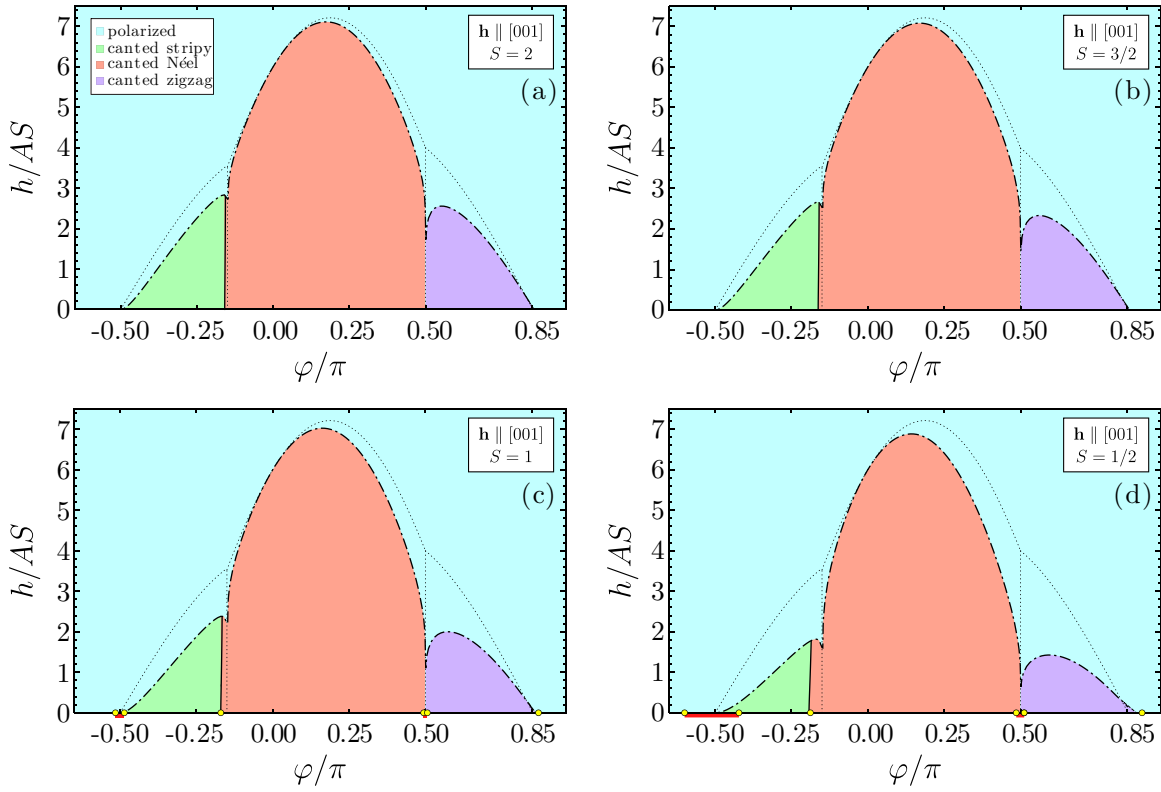 polarized
canted stripy
canted Néel
canted zigzag
h ∥ [001]
S = 2
(a)
7
6
5
4
3
2
1
0
h/AS
-0.50 -0.25 0.00 0.25 0.50 0.85
φ/π
h ∥ [001]
S = 3/2
(b)
7
6
5
4
3
2
1
0
h/AS
-0.50 -0.25 0.00 0.25 0.50 0.85
φ/π
h ∥ [001]
S = 1
(c)
7
6
5
4
3
2
1
0
h/AS
-0.50 -0.25 0.00 0.25 0.50 0.85
φ/π
h ∥ [001]
S = 1/2
(d)
7
6
5
4
3
2
1
0
h/AS
-0.50 -0.25 0.00 0.25 0.50 0.85
φ/π